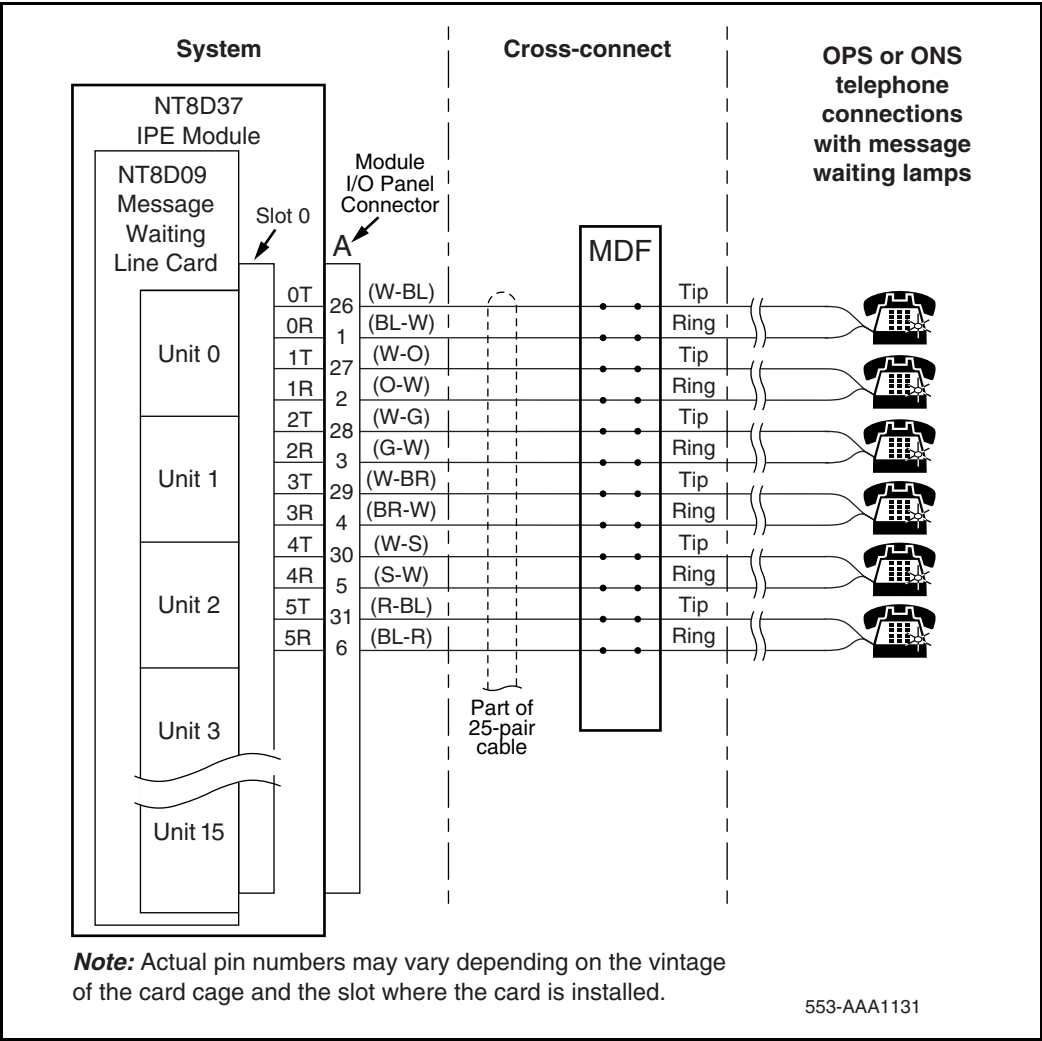 System
Cross-connect
OPS or ONS
telephone
connections
with message
waiting lamps
NT8D37
IPE Module
NT8D09
Message
Waiting
Line Card
Slot 0
Module
I/O Panel
Connector
A
MDF
Unit 0
Unit 1
Unit 2
Unit 3
Unit 15
0T 26 (W-BL) Tip
0R 1 (BL-W) Ring
1T 27 (W-O) Tip
1R 2 (O-W) Ring
2T 28 (W-G) Tip
2R 3 (G-W) Ring
3T 29 (W-BR) Tip
3R 4 (BR-W) Ring
4T 30 (W-S) Tip
4R 5 (S-W) Ring
5T 31 (R-BL) Tip
5R 6 (BL-R) Ring
Part of
25-pair
cable
Note: Actual pin numbers may vary depending on the vintage
of the card cage and the slot where the card is installed.
553-AAA1131